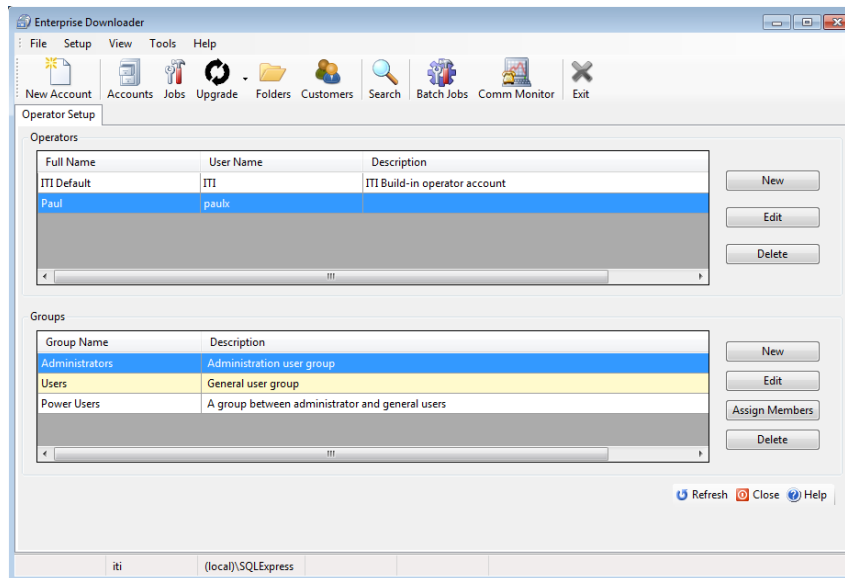 Enterprise Downloader
File Setup View Tools Help
New Account Accounts Jobs Upgrade Folders Customers Search Batch Jobs Comm Monitor Exit
Operator Setup
Operators
Full Name User Name Description
ITI Default ITI ITI Build-in operator account
Paul paulx
New
Edit
Delete
Groups
Group Name Description
Administrators Administration user group
Users General user group
Power Users A group between administrator and general users
New
Edit
Assign Members
Delete
Refresh Close Help
iti (local)\SQLExpress